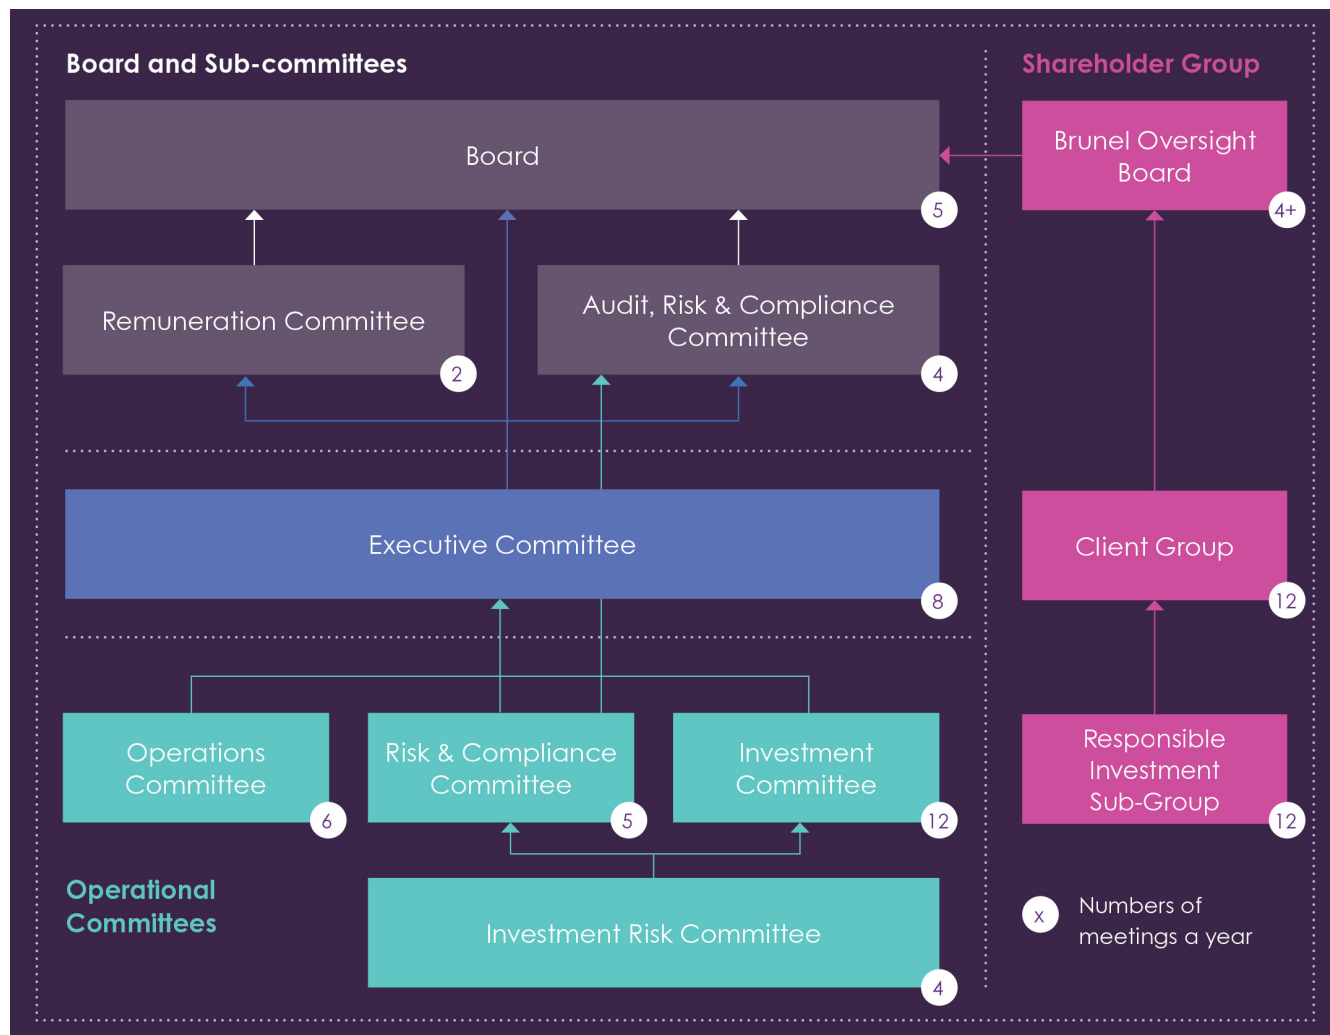 Board and Sub-committees
Shareholder Group
Board
5
Brunel Oversight
Board
4+
Remuneration Committee
2
Audit, Risk & Compliance
Committee
4
Executive Committee
8
Client Group
12
Operations
Committee
6
Risk & Compliance
Committee
5
Investment
Committee
12
Responsible
Investment
Sub-Group
12
Operational
Committees
Investment Risk Committee
4
x
Numbers of
meetings a year